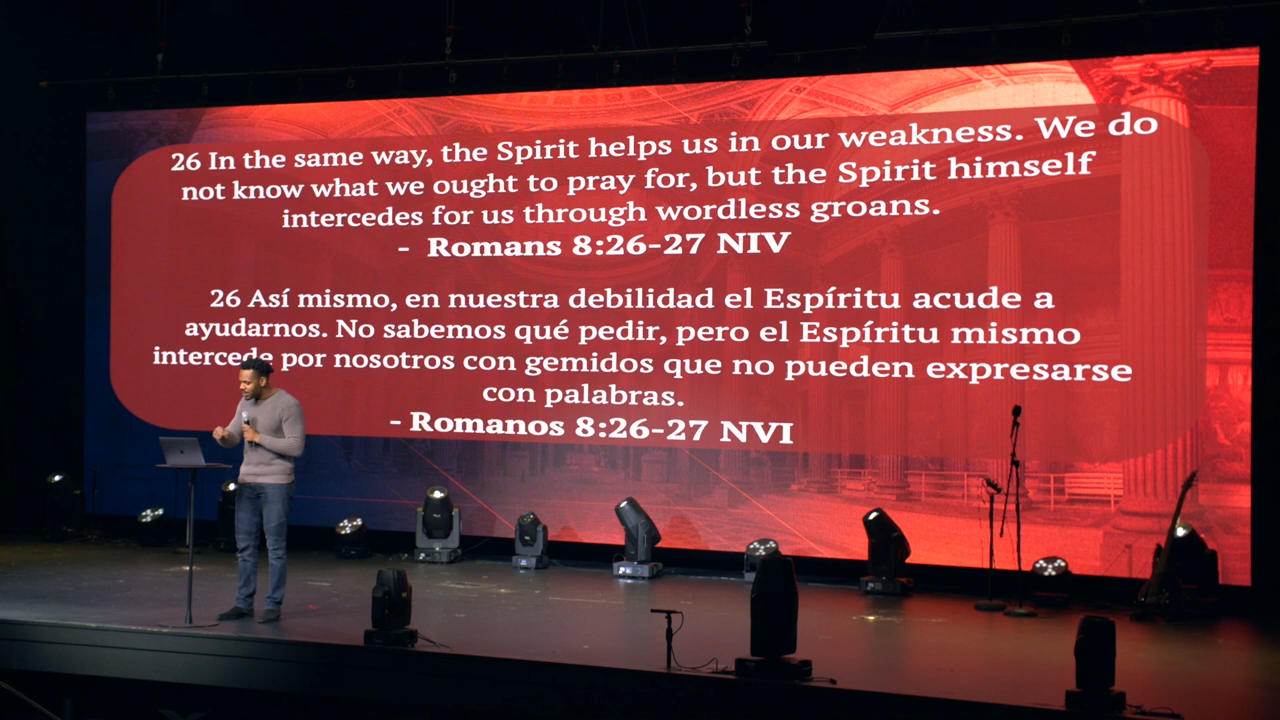 26 In the same way, the Spirit helps us in our weakness. We do
not know what we ought to pray for, but the Spirit himself
intercedes for us through wordless groans.
- Romans 8:26-27 NIV
26 Así mismo, en nuestra debilidad el Espíritu acude a
ayudarnos. No sabemos qué pedir, pero el Espíritu mismo
intercede por nosotros con gemidos que no pueden expresarse
con palabras.
- Romanos 8:26-27 NVI